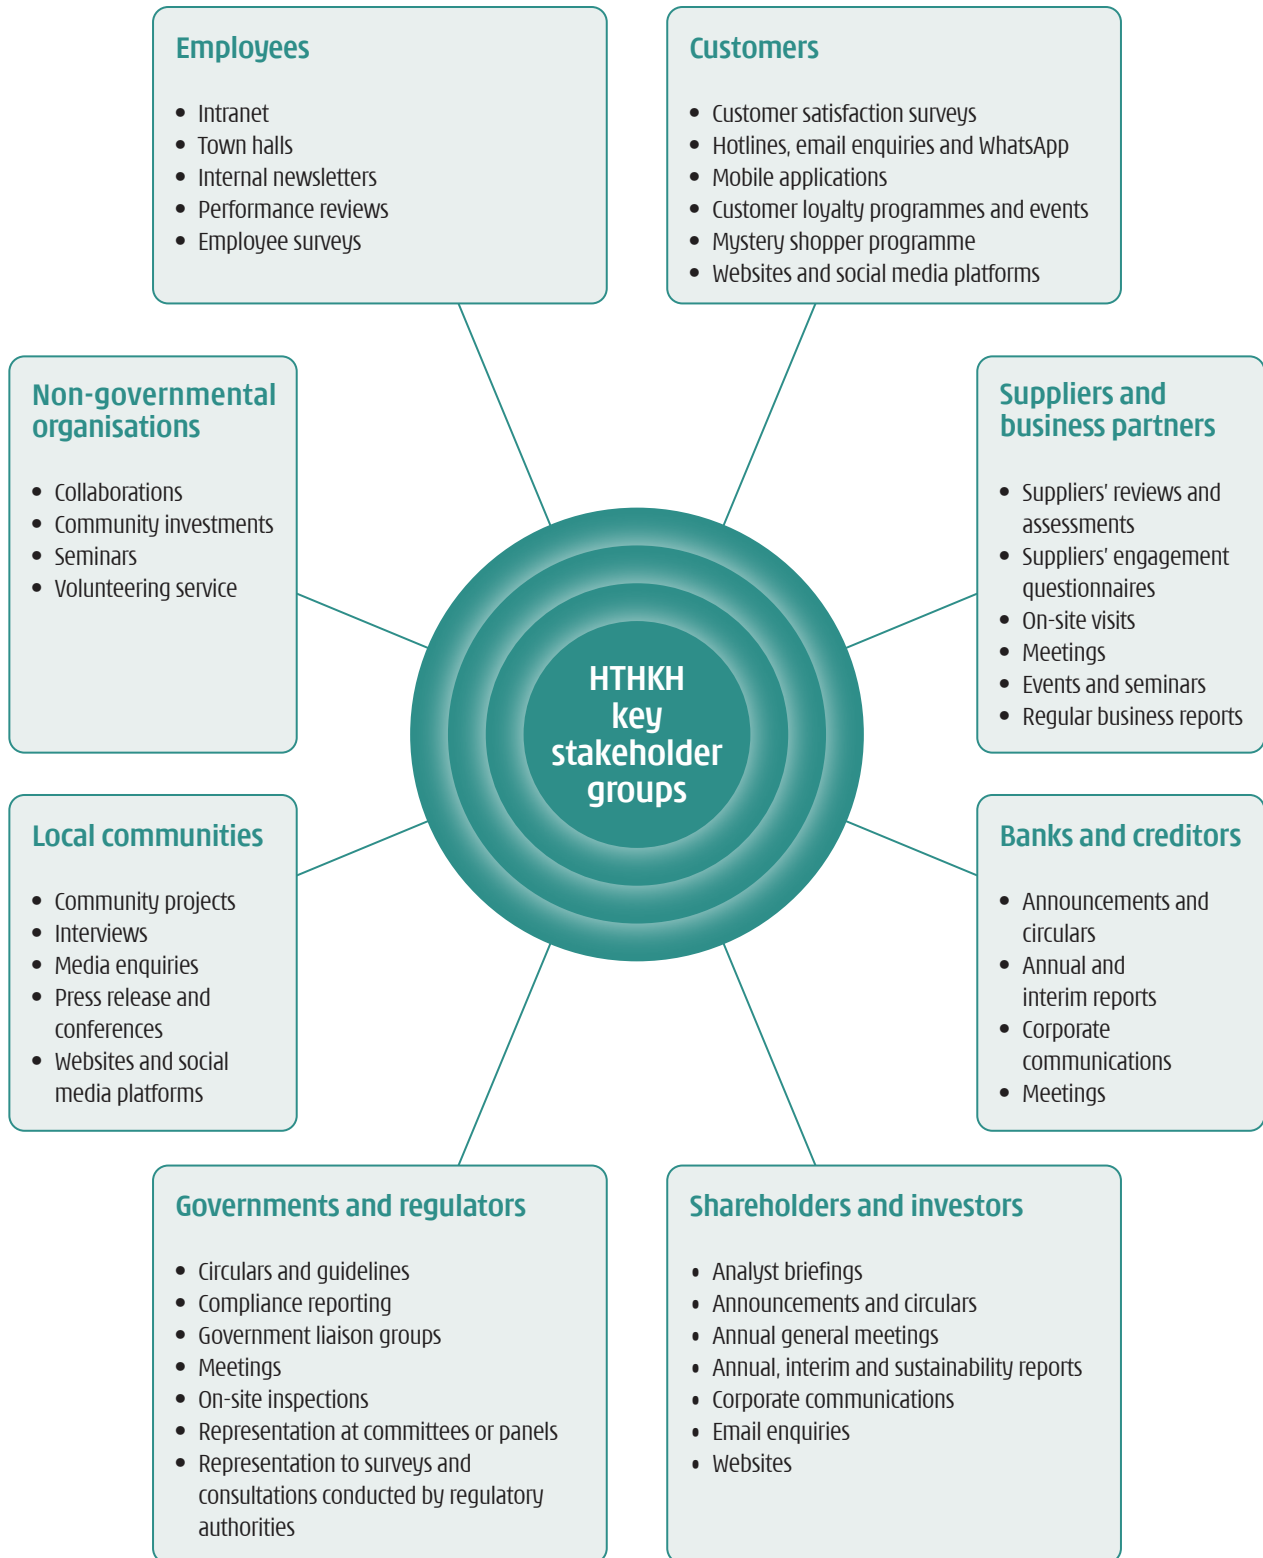 Employees
• Intranet
• Town halls
• Internal newsletters
• Performance reviews
• Employee surveys
Customers
• Customer satisfaction surveys
• Hotlines, email enquiries and WhatsApp
• Mobile applications
• Customer loyalty programmes and events
• Mystery shopper programme
• Websites and social media platforms
Non-governmental
organisations
• Collaborations
• Community investments
• Seminars
• Volunteering service
Suppliers and
business partners
• Suppliers’ reviews and
assessments
• Suppliers’ engagement
questionnaires
• On-site visits
• Meetings
• Events and seminars
• Regular business reports
HTHKH
key
stakeholder
groups
Local communities
• Community projects
• Interviews
• Media enquiries
• Press release and
conferences
• Websites and social
media platforms
Banks and creditors
• Announcements and
circulars
• Annual and
interim reports
• Corporate
communications
• Meetings
Governments and regulators
• Circulars and guidelines
• Compliance reporting
• Government liaison groups
• Meetings
• On-site inspections
• Representation at committees or panels
• Representation to surveys and
consultations conducted by regulatory
authorities
Shareholders and investors
• Analyst briefings
• Announcements and circulars
• Annual general meetings
• Annual, interim and sustainability reports
• Corporate communications
• Email enquiries
• Websites